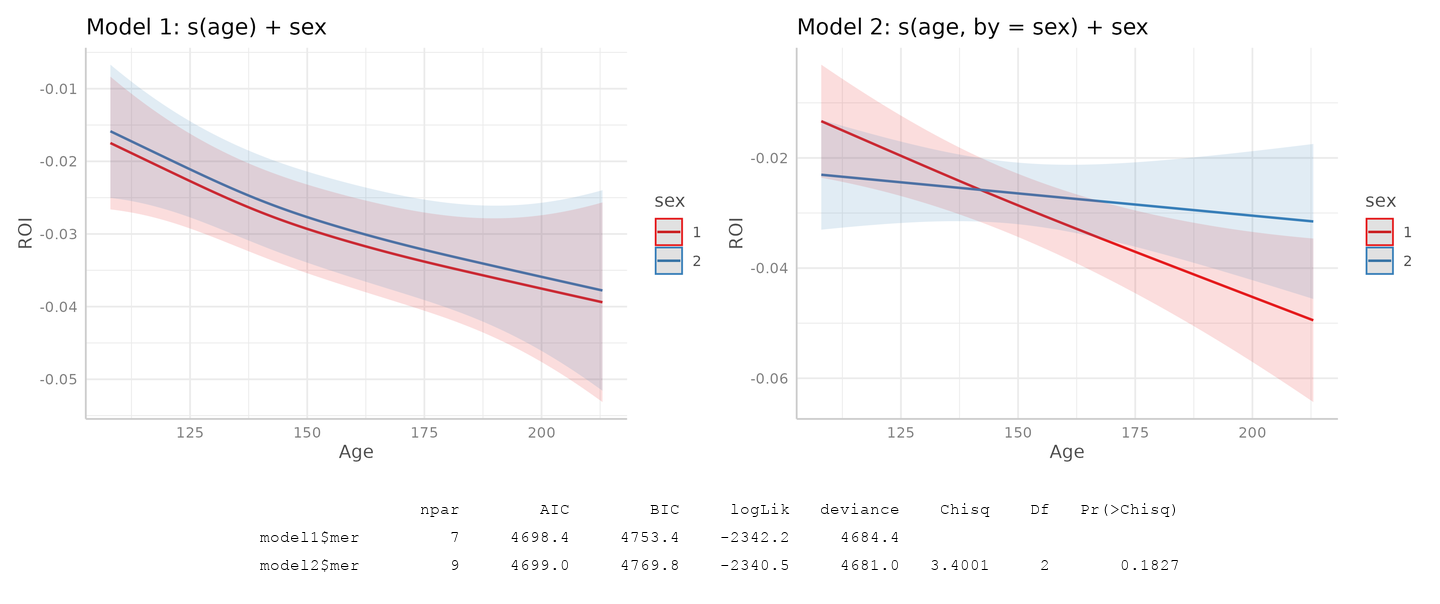 Model 1: s(age) + sex
-0.01
-0.02
-0.03
-0.04
-0.05
ROI
125 150 175 200
Age
sex
1
2
Model 2: s(age, by = sex) + sex
-0.02
-0.04
-0.06
ROI
125 150 175 200
Age
sex
1
2
npar AIC BIC logLik deviance Chisq Df Pr(>Chisq)
model1$mer 7 4698.4 4753.4 -2342.2 4684.4
model2$mer 9 4699.0 4769.8 -2340.5 4681.0 3.4001 2 0.1827